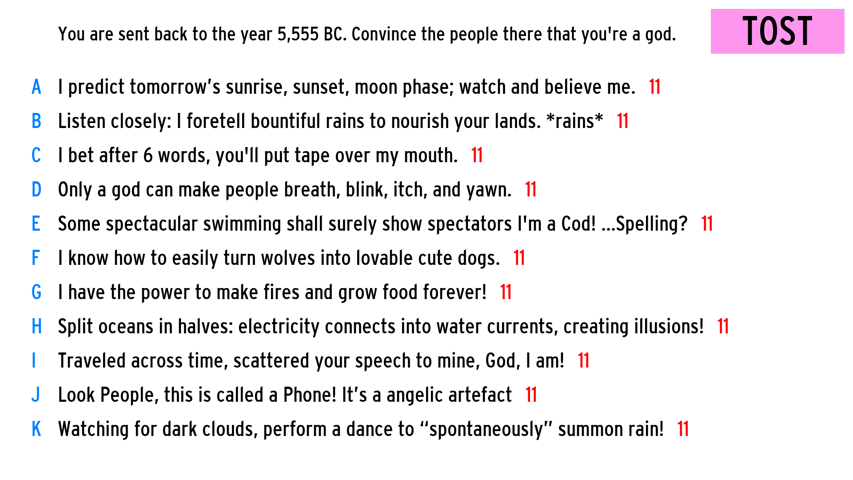 You are sent back to the year 5,555 BC. Convince the people there that you're a god.
TOST
A I predict tomorrow's sunrise, sunset, moon phase; watch and believe me. 11
B Listen closely: I foretell bountiful rains to nourish your lands. *rains* 11
C I bet after 6 words, you'll put tape over my mouth. 11
D Only a god can make people breath, blink, itch, and yawn. 11
E Some spectacular swimming shall surely show spectators I'm a Cod! ...Spelling? 11
F I know how to easily turn wolves into lovable cute dogs. 11
G I have the power to make fires and grow food forever! 11
H Split oceans in halves: electricity connects into water currents, creating illusions! 11
I Traveled across time, scattered your speech to mine, God, I am! 11
J Look People, this is called a Phone! It's a angelic artefact 11
K Watching for dark clouds, perform a dance to “spontaneously” summon rain! 11